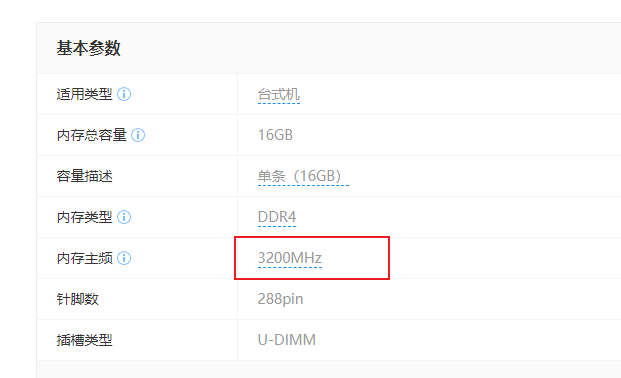 基本参数
适用类型 台式机
内存总容量 16GB
容量描述 单条（16GB）
内存类型 DDR4
内存主频 3200MHz
针脚数 288pin
插槽类型 U-DIMM